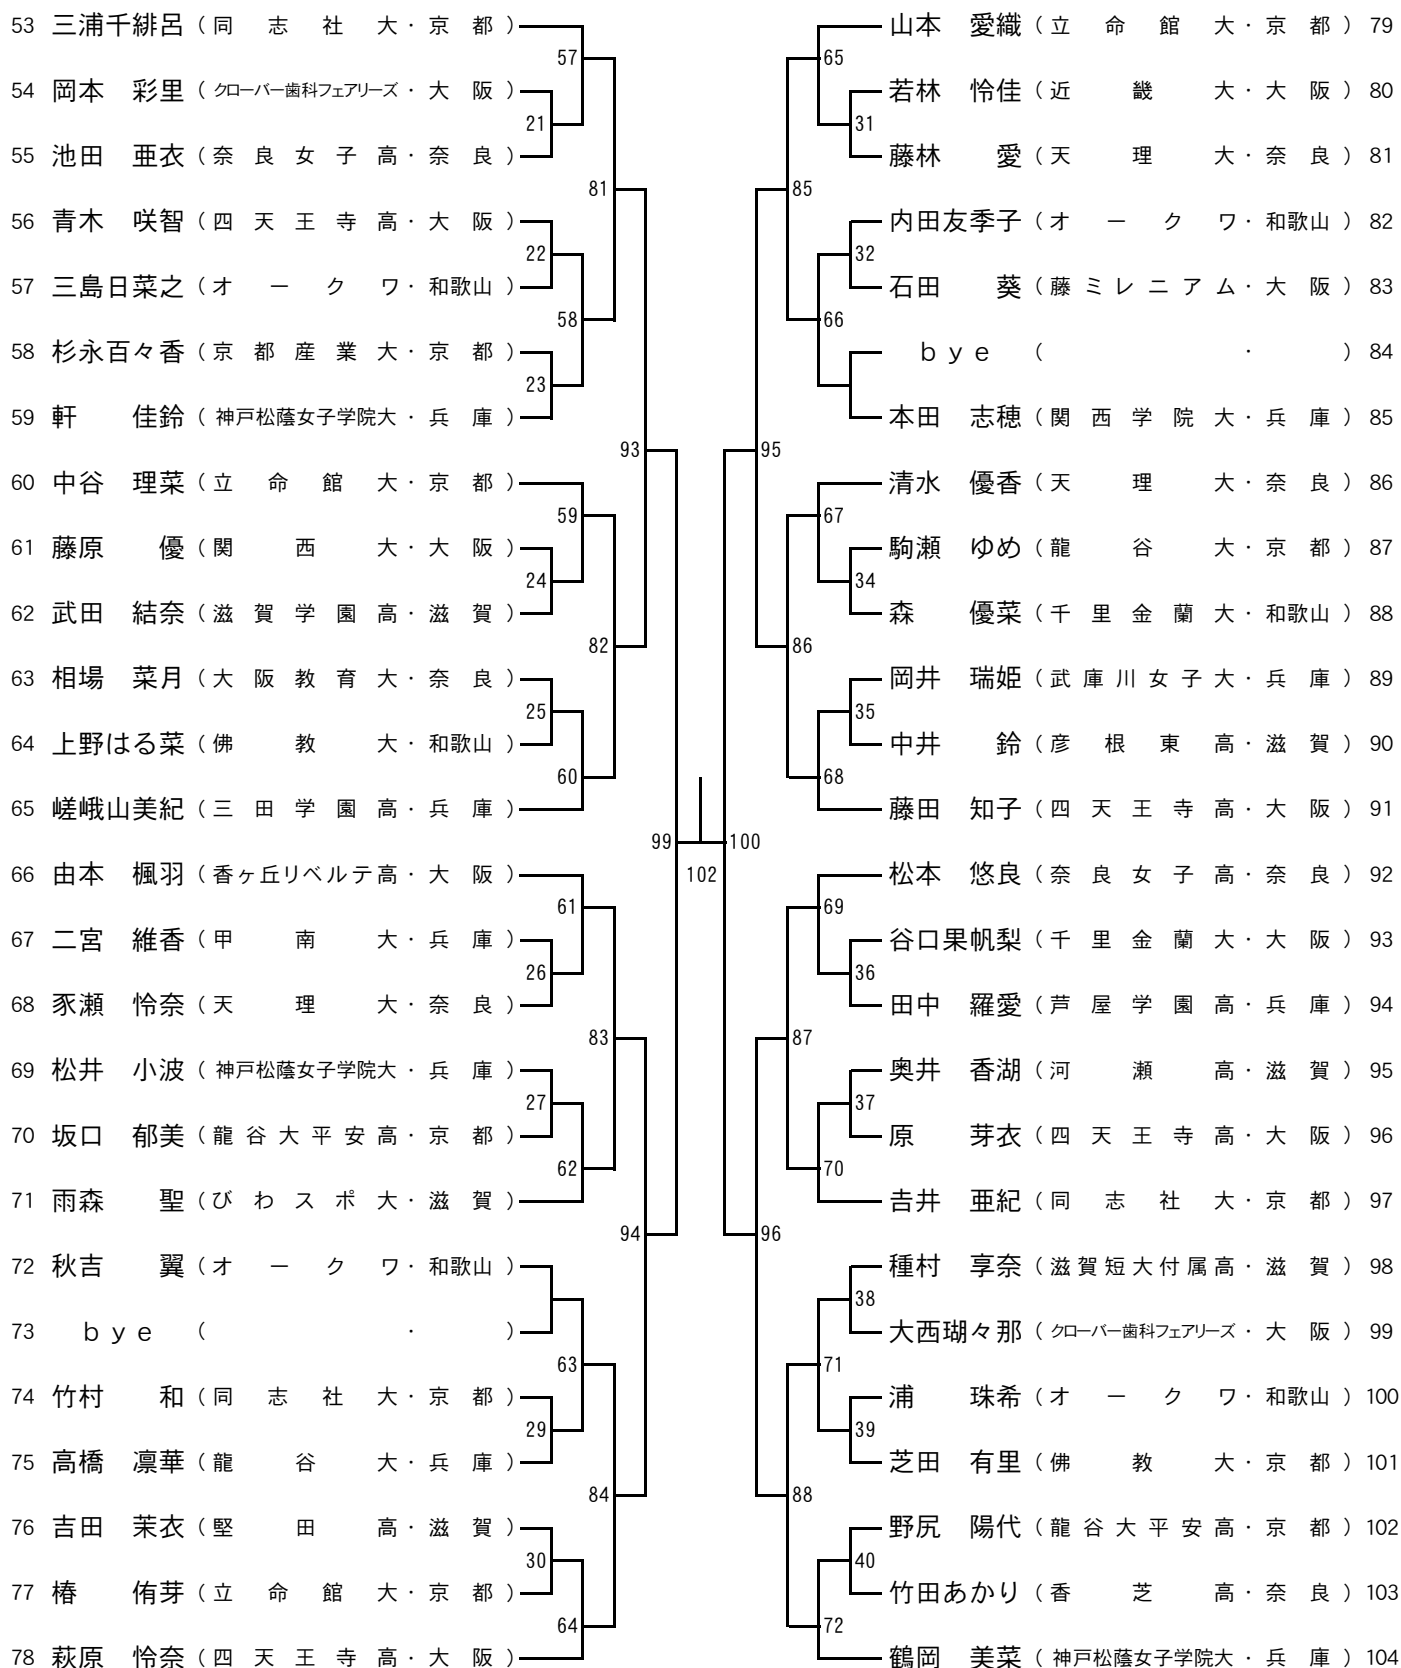 53 三浦千緋呂（同志社大・京都）
57
54 岡本 彩里（クローバー歯科フェアリーズ・大阪）
21
55 池田 亜衣（奈良女子高・奈良）
81
56 青木 咲智（四天王寺高・大阪）
22
57 三島日菜之（オークワ・和歌山）
58
58 杉永百々香（京都産業大・京都）
23
59 軒 佳鈴（神戸松蔭女子学院大・兵庫）
93
60 中谷 理菜（立命館大・京都）
59
61 藤原 優（関西大・大阪）
24
62 武田 結奈（滋賀学園高・滋賀）
82
63 相場 菜月（大阪教育大・奈良）
25
64 上野はる菜（佛教大・和歌山）
60
65 嵯峨山美紀（三田学園高・兵庫）
99
66 由本 楓羽（香ヶ丘リベルテ高・大阪）
61
67 二宮 維香（甲南大・兵庫）
26
68 豕瀬 怜奈（天理大・奈良）
83
69 松井 小波（神戸松蔭女子学院大・兵庫）
27
70 坂口 郁美（龍谷大平安高・京都）
62
71 雨森 聖（びわスポ大・滋賀）
94
72 秋吉 翼（オークワ・和歌山）
73 ｂｙｅ（ ・ ）
63
74 竹村 和（同志社大・京都）
29
75 高橋 凛華（龍谷大・兵庫）
84
76 吉田 茉衣（堅田高・滋賀）
30
77 椿 侑芽（立命館大・京都）
64
78 萩原 怜奈（四天王寺高・大阪）
102
山本 愛織（立命館大・京都）79
65
若林 怜佳（近畿大・大阪）80
31
藤林 愛（天理大・奈良）81
85
内田友季子（オークワ・和歌山）82
32
石田 葵（藤ミレニアム・大阪）83
66
ｂｙｅ（ ・ ）84
本田 志穂（関西学院大・兵庫）85
95
清水 優香（天理大・奈良）86
67
駒瀬 ゆめ（龍谷大・京都）87
34
森 優菜（千里金蘭大・和歌山）88
86
岡井 瑞姫（武庫川女子大・兵庫）89
35
中井 鈴（彦根東高・滋賀）90
68
藤田 知子（四天王寺高・大阪）91
100
松本 悠良（奈良女子高・奈良）92
69
谷口果帆梨（千里金蘭大・大阪）93
36
田中 羅愛（芦屋学園高・兵庫）94
87
奥井 香湖（河瀬高・滋賀）95
37
原 芽衣（四天王寺高・大阪）96
70
𠮷井 亜紀（同志社大・京都）97
96
種村 享奈（滋賀短大付属高・滋賀）98
38
大西瑚々那（クローバー歯科フェアリーズ・大阪）99
71
浦 珠希（オークワ・和歌山）100
39
芝田 有里（佛教大・京都）101
88
野尻 陽代（龍谷大平安高・京都）102
40
竹田あかり（香芝高・奈良）103
72
鶴岡 美菜（神戸松蔭女子学院大・兵庫）104